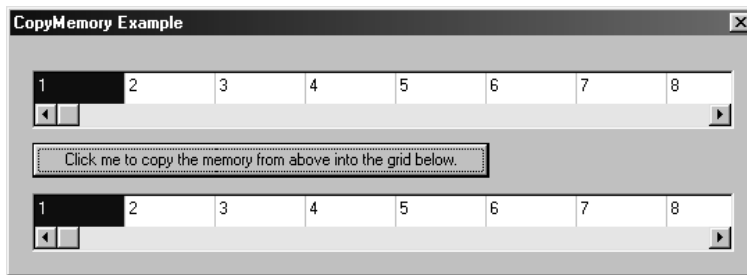 CopyMemory Example
1 2 3 4 5 6 7 8
Click me to copy the memory from above into the grid below.
1 2 3 4 5 6 7 8